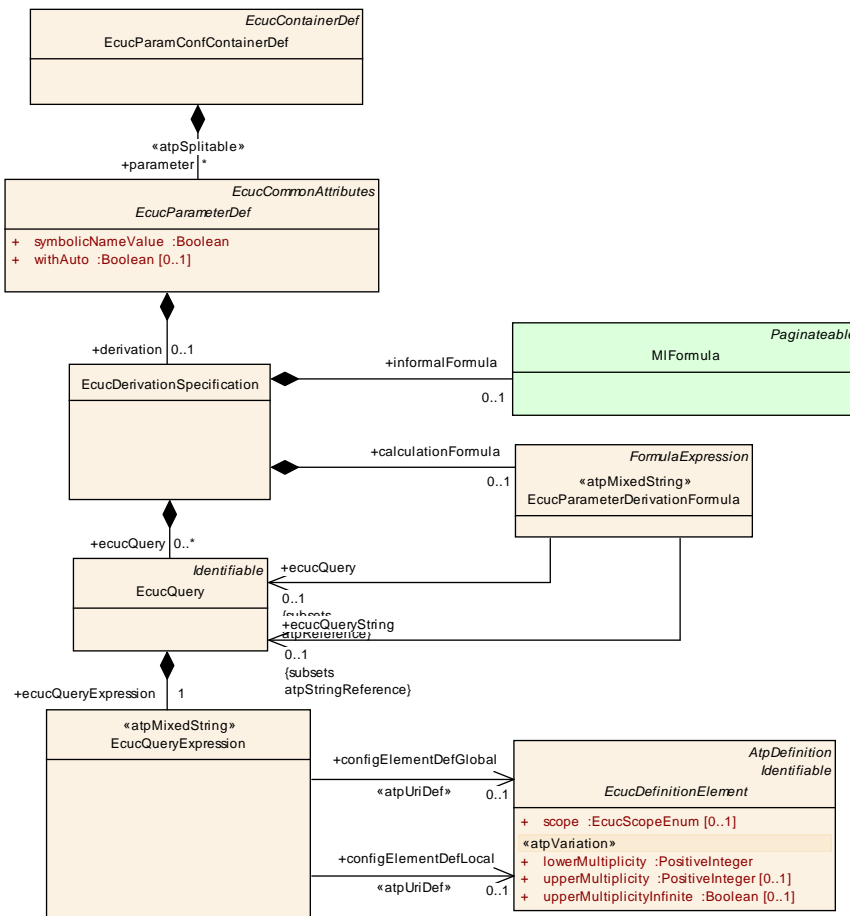 EcucContainerDef
EcucParamConfContainerDef
«atpSplitable»
+parameter *
EcucCommonAttributes
EcucParameterDef
+ symbolicNameValue :Boolean
+ withAuto :Boolean [0..1]
+derivation 0..1
EcucDerivationSpecification
+informalFormula
0..1
Paginateable
MlFormula
+calculationFormula
0..1
FormulaExpression
«atpMixedString»
EcucParameterDerivationFormula
+ecucQuery 0..*
Identifiable
EcucQuery
+ecucQuery
0..1
{subsets
atpReference}
+ecucQueryString
0..1
{subsets
atpStringReference}
+ecucQueryExpression 1
«atpMixedString»
EcucQueryExpression
+configElementDefGlobal
«atpUriDef» 0..1
+configElementDefLocal
«atpUriDef» 0..1
AtpDefinition
Identifiable
EcucDefinitionElement
+ scope :EcucScopeEnum [0..1]
«atpVariation»
+ lowerMultiplicity :PositiveInteger
+ upperMultiplicity :PositiveInteger [0..1]
+ upperMultiplicityInfinite :Boolean [0..1]